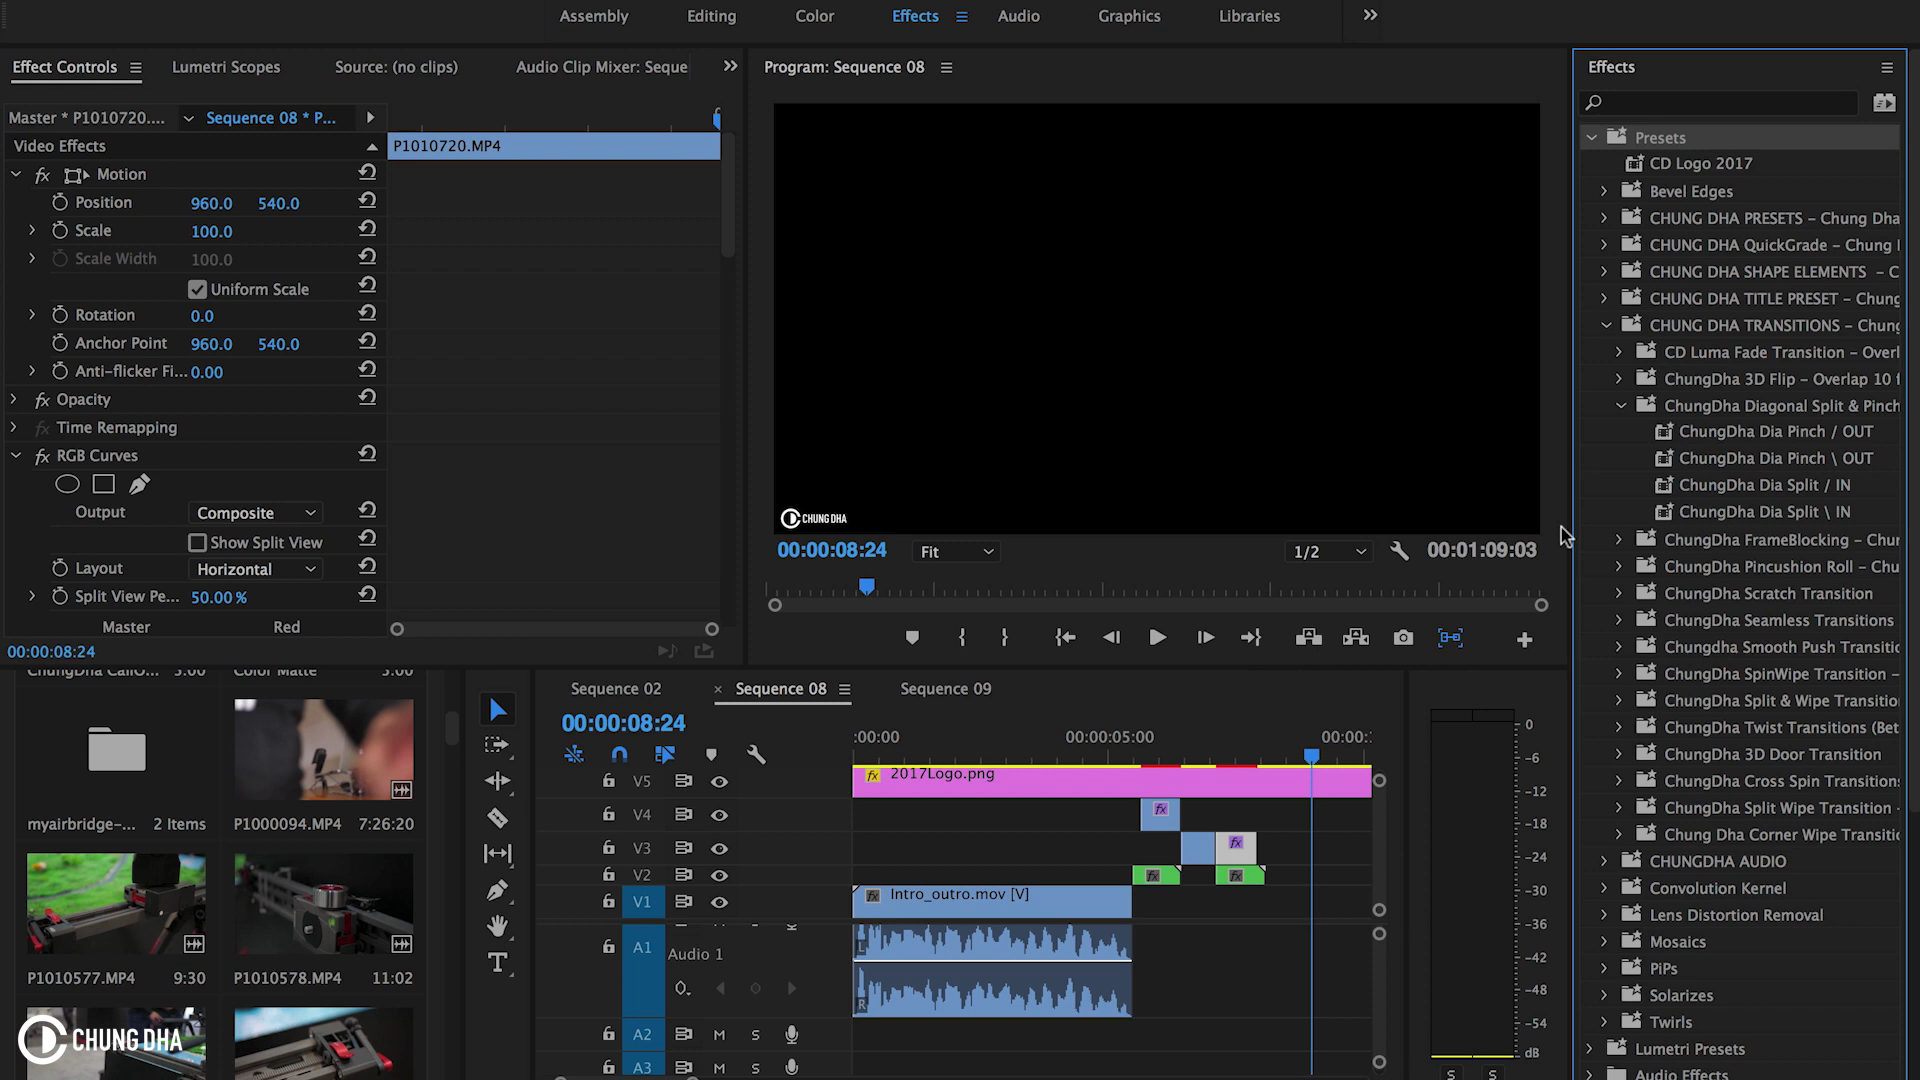 Assembly
Editing
Color
Effects
Audio
Graphics
Libraries
Effect Controls
Lumetri Scopes
Source: (no clips)
Audio Clip Mixer: Seque
Program: Sequence 08
Effects
Master * P1010720....
Sequence 08 * P...
Video Effects
P1010720.MP4
Motion
Position 960.0 540.0
Scale 100.0
Scale Width 100.0
Uniform Scale
Rotation 0.0
Anchor Point 960.0 540.0
Anti-flicker Fi... 0.00
Opacity
Time Remapping
RGB Curves
Output Composite
Show Split View
Layout Horizontal
Split View Pe... 50.00 %
Master Red
00:00:08:24
CHUNG DHA
00:00:08:24
Fit
1/2
00:01:09:03
Presets
CD Logo 2017
Bevel Edges
CHUNG DHA PRESETS - Chung Dha
CHUNG DHA QuickGrade - Chung
CHUNG DHA SHAPE ELEMENTS - C
CHUNG DHA TITLE PRESET - Chung
CHUNG DHA TRANSITIONS - Chung
CD Luma Fade Transition - Overl
ChungDha 3D Flip - Overlap 10 f
ChungDha Diagonal Split & Pinch
ChungDha Dia Pinch / OUT
ChungDha Dia Pinch \ OUT
ChungDha Dia Split / IN
ChungDha Dia Split \ IN
ChungDha FrameBlocking - Chur
ChungDha Pincushion Roll - Chu
ChungDha Scratch Transition
ChungDha Seamless Transitions
Chungdha Smooth Push Transitic
ChungDha SpinWipe Transition -
ChungDha Split & Wipe Transitio
ChungDha Twist Transitions (Bet
ChungDha 3D Door Transition
ChungDha Cross Spin Transitions
ChungDha Split Wipe Transition -
Chung Dha Corner Wipe Transitic
CHUNGDHA AUDIO
Convolution Kernel
Lens Distortion Removal
Mosaics
PiPs
Solarizes
Twirls
Lumetri Presets
Audio Effects
ChungDha CallO... 3:00
Color Matte 3:00
myairbridge-... 2 Items
P1000094.MP4 7:26:20
P1010577.MP4 9:30
P1010578.MP4 11:02
CHUNG DHA
Sequence 02
Sequence 08
Sequence 09
00:00:08:24
:00:00
00:00:05:00
00:00:
V5
2017Logo.png
V4
V3
V2
V1
Intro_outro.mov [V]
A1
Audio 1
L
R
A2 M S
A3 M S
0
-6
-12
-18
-24
-30
-36
-42
-48
-54
dB
S S